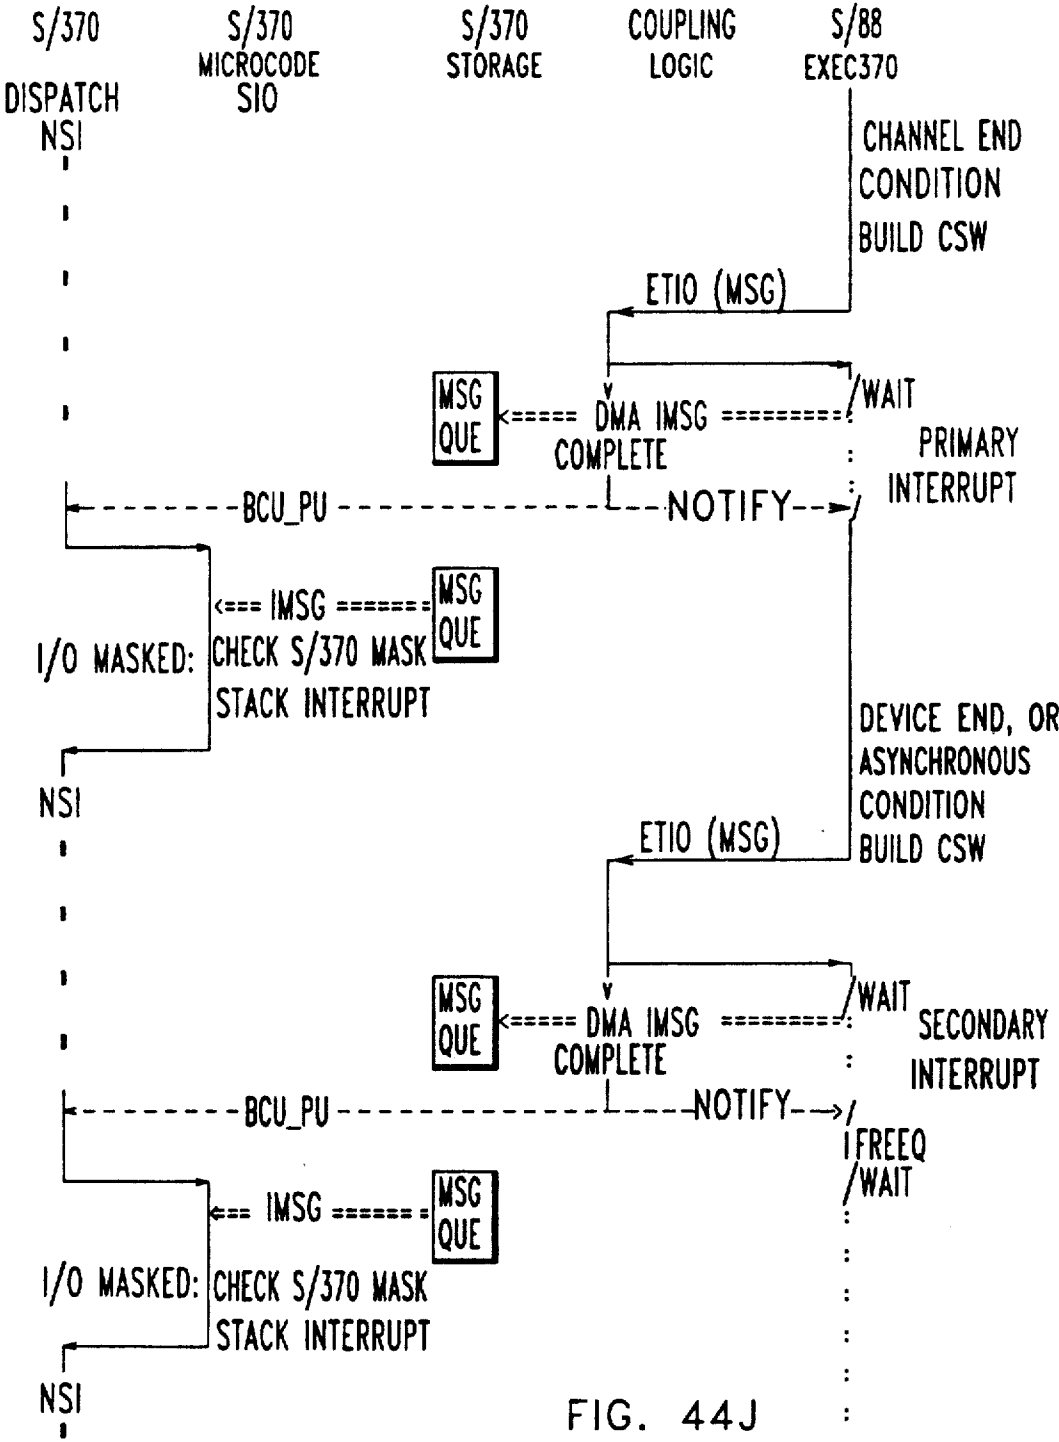 S/370
S/370
MICROCODE
SIO
S/370
STORAGE
COUPLING
LOGIC
S/88
EXEC370
DISPATCH
NSI
CHANNEL END
CONDITION
BUILD CSW
ETIO (MSG)
MSG
QUE
DMA IMSG
COMPLETE
WAIT
PRIMARY
INTERRUPT
BCU_PU
NOTIFY
IMSG
MSG
QUE
I/O MASKED:
CHECK S/370 MASK
STACK INTERRUPT
NSI
DEVICE END, OR
ASYNCHRONOUS
CONDITION
BUILD CSW
ETIO (MSG)
MSG
QUE
DMA IMSG
COMPLETE
WAIT
SECONDARY
INTERRUPT
BCU_PU
NOTIFY
FREEQ
WAIT
IMSG
MSG
QUE
I/O MASKED:
CHECK S/370 MASK
STACK INTERRUPT
NSI
FIG. 44J